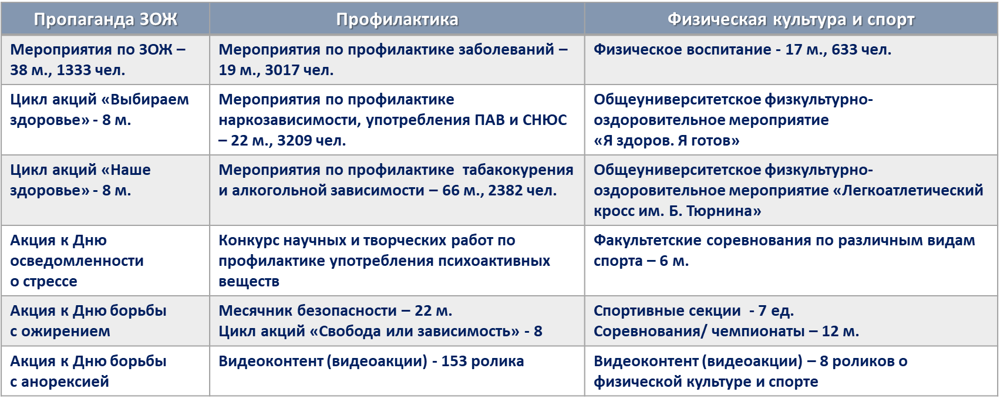 Пропаганда ЗОЖ
Профилактика
Физическая культура и спорт
Мероприятия по ЗОЖ –
38 м., 1333 чел.
Мероприятия по профилактике заболеваний –
19 м., 3017 чел.
Физическое воспитание - 17 м., 633 чел.
Цикл акций «Выбираем
здоровье» - 8 м.
Мероприятия по профилактике
наркозависимости, употребления ПАВ и СНЮС
– 22 м., 3209 чел.
Общеуниверситетское физкультурно-
оздоровительное мероприятие
«Я здоров. Я готов»
Цикл акций «Наше
здоровье» - 8 м.
Мероприятия по профилактике  табакокурения
и алкогольной зависимости – 66 м., 2382 чел.
Общеуниверситетское физкультурно-
оздоровительное мероприятие «Легкоатлетический
кросс им. Б. Тюрнина»
Акция к Дню
осведомленности
о стрессе
Конкурс научных и творческих работ по
профилактике употребления психоактивных
веществ
Факультетские соревнования по различным видам
спорта – 6 м.
Акция к Дню борьбы
с ожирением
Месячник безопасности – 22 м.
Цикл акций «Свобода или зависимость» - 8
Спортивные секции  - 7 ед.
Соревнования/ чемпионаты – 12 м.
Акция к Дню борьбы
с анорексией
Видеоконтент (видеоакции) - 153 ролика
Видеоконтент (видеоакции) – 8 роликов о
физической культуре и спорте